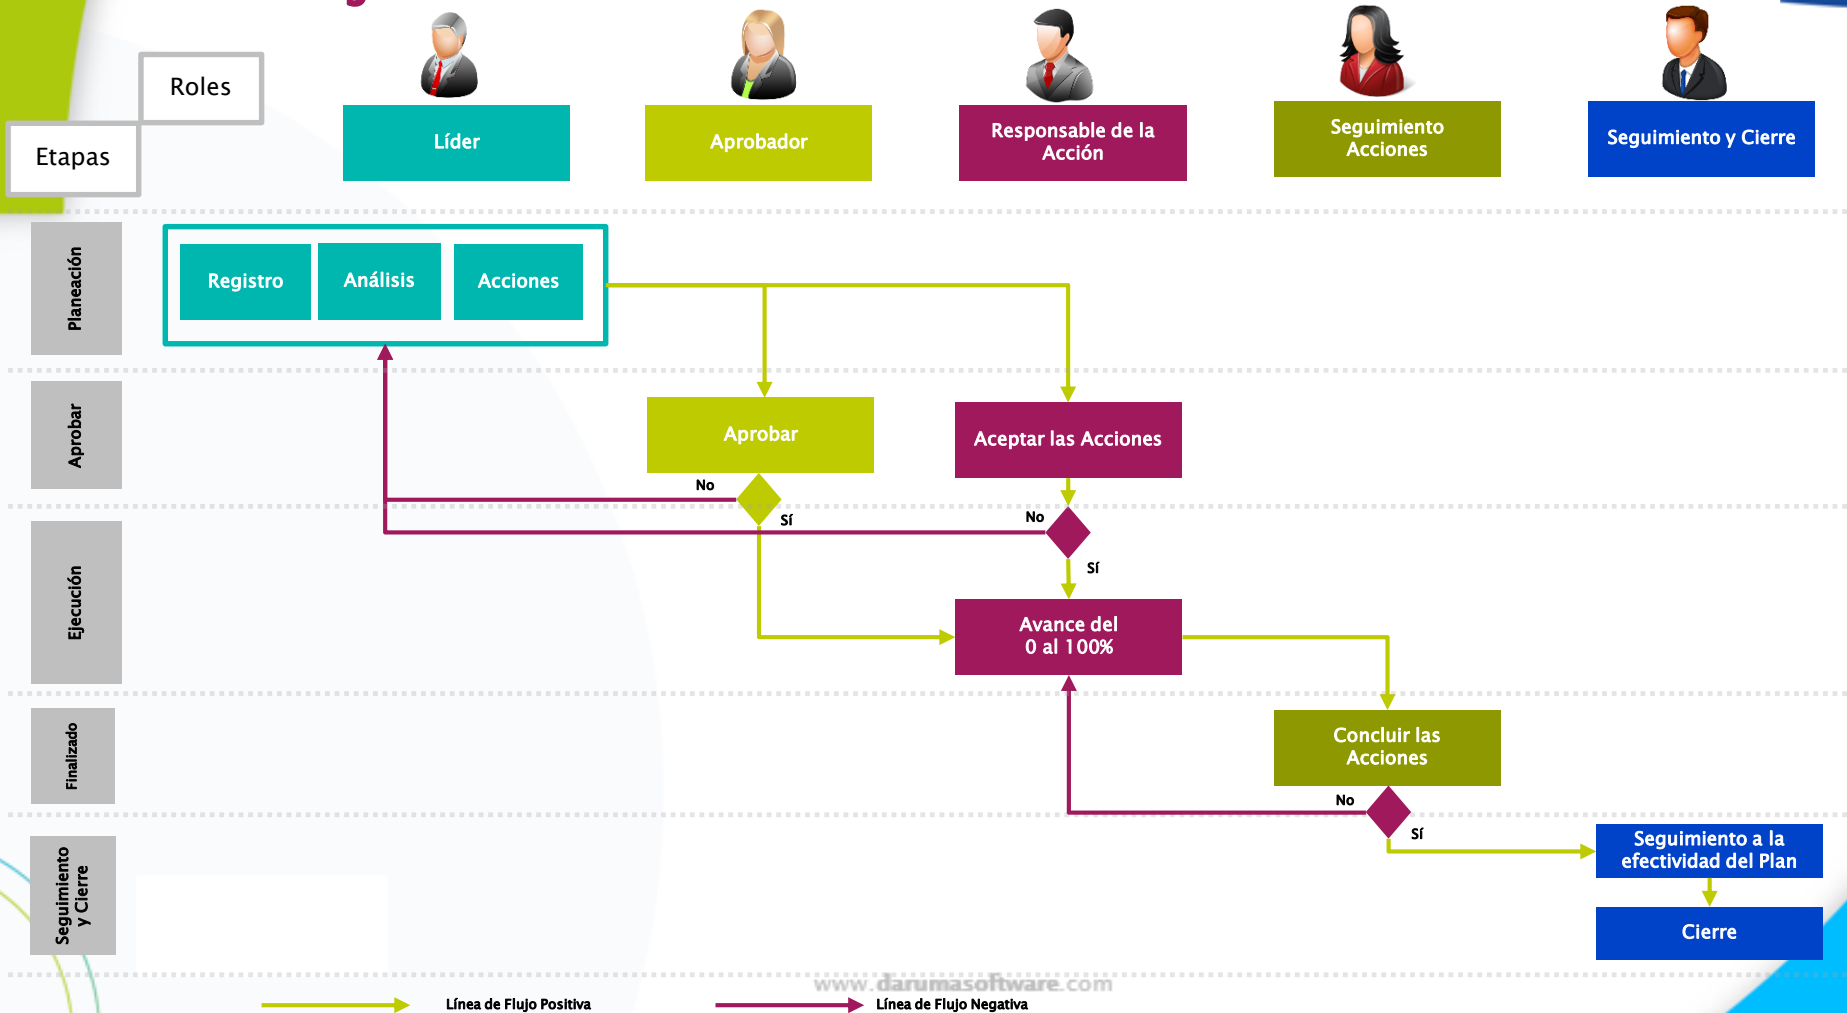 Roles
Etapas
Líder
Aprobador
Responsable de la
Acción
Seguimiento
Acciones
Seguimiento y Cierre
Planeación
Registro
Análisis
Acciones
Aprobar
Aprobar
Aceptar las Acciones
No
Sí
No
Sí
Ejecución
Avance del
0 al 100%
Finalizado
Concluir las
Acciones
No
Sí
Seguimiento
y Cierre
Seguimiento a la
efectividad del Plan
Cierre
www.darumasoftware.com
Línea de Flujo Positiva
Línea de Flujo Negativa